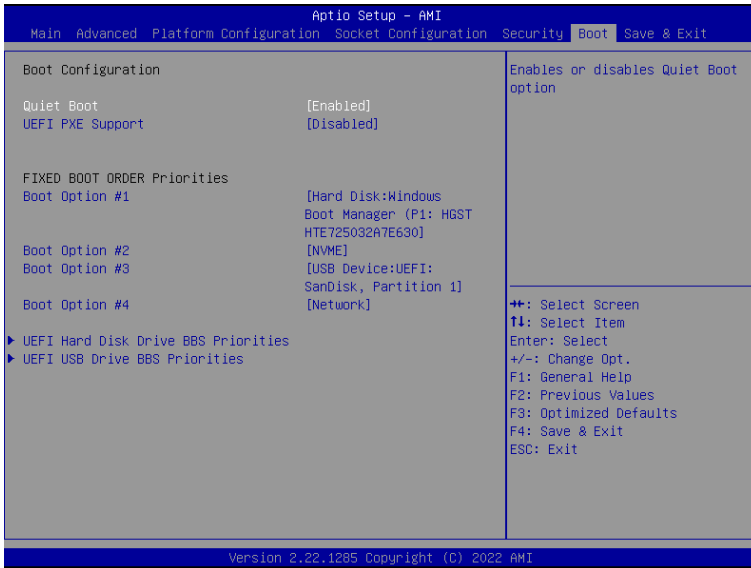 Aptio Setup – AMI
Main Advanced Platform Configuration Socket Configuration Security Boot Save & Exit
Boot Configuration
Enables or disables Quiet Boot
option
Quiet Boot [Enabled]
UEFI PXE Support [Disabled]
FIXED BOOT ORDER Priorities
Boot Option #1 [Hard Disk:Windows
Boot Manager (P1: HGST
HTE725032A7E630]
Boot Option #2 [NVME]
Boot Option #3 [USB Device:UEFI:
SanDisk, Partition 1]
Boot Option #4 [Network]
UEFI Hard Disk Drive BBS Priorities
UEFI USB Drive BBS Priorities
→←: Select Screen
↑↓: Select Item
Enter: Select
+/-: Change Opt.
F1: General Help
F2: Previous Values
F3: Optimized Defaults
F4: Save & Exit
ESC: Exit
Version 2.22.1285 Copyright (C) 2022 AMI